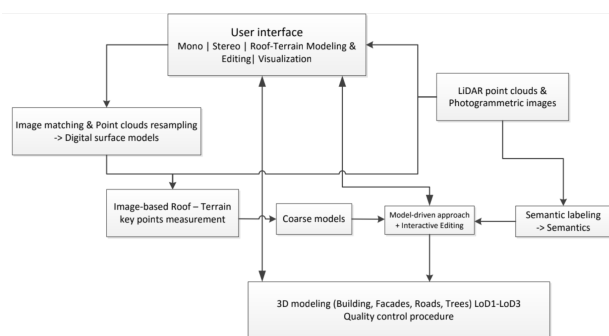 User interface
Mono | Stereo | Roof-Terrain Modeling &
Editing| Visualization
LiDAR point clouds &
Photogrammetric images
Image matching & Point clouds resampling
-> Digital surface models
Image-based Roof – Terrain
key points measurement
Coarse models
Model-driven approach
+ Interactive Editing
Semantic labeling
-> Semantics
3D modeling (Building, Facades, Roads, Trees) LoD1-LoD3
Quality control procedure